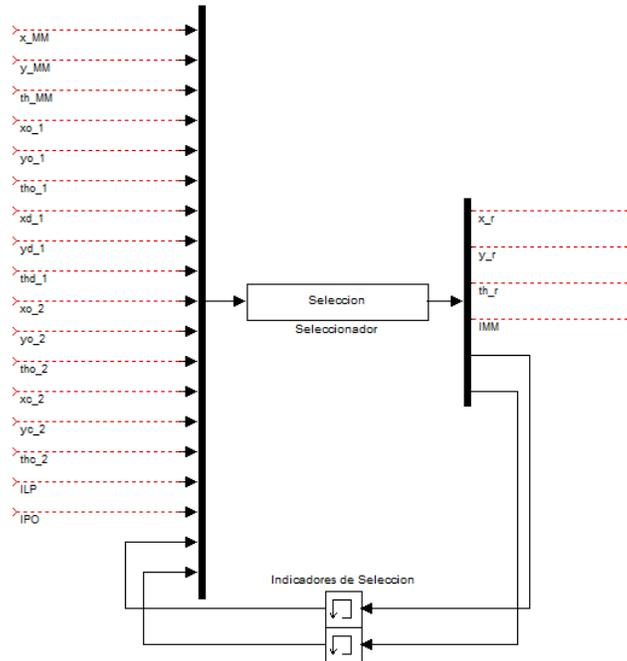 x_MM
y_MM
th_MM
xo_1
yo_1
tho_1
xd_1
yd_1
thd_1
xo_2
yo_2
tho_2
xc_2
yc_2
thc_2
ILP
IPO
Seleccion
Seleccionador
x_r
y_r
th_r
IMM
Indicadores de Seleccion